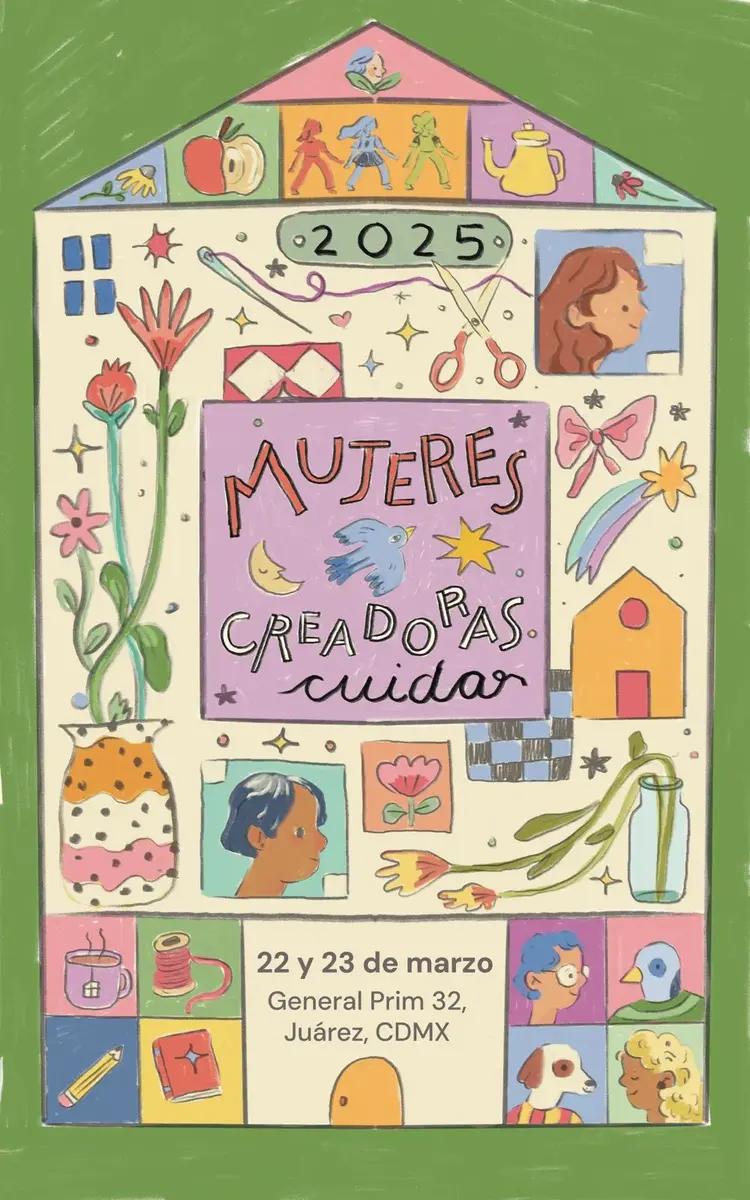 2025
MUJERES
CREADORAS
cuidar
22 y 23 de marzo
General Prim 32,
Juárez, CDMX